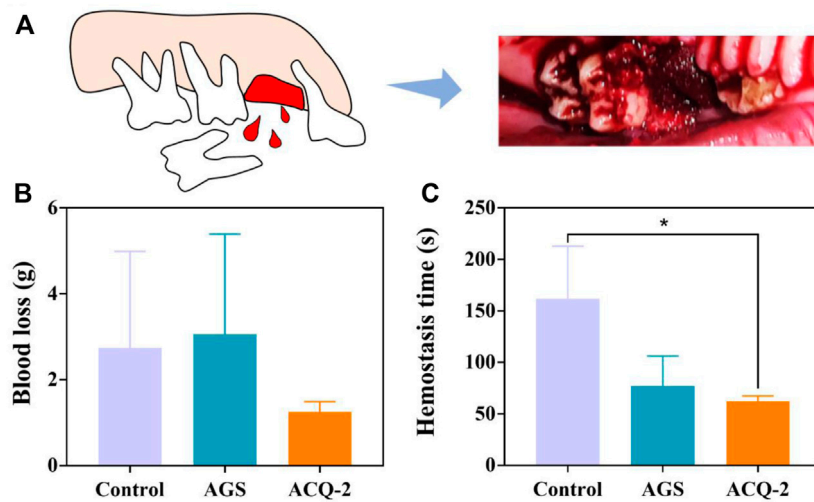 A
B
Blood loss (g)
6
4
2
0
Control AGS ACQ-2
C
Hemostasis time (s)
250
200
150
100
50
0
*
Control AGS ACQ-2